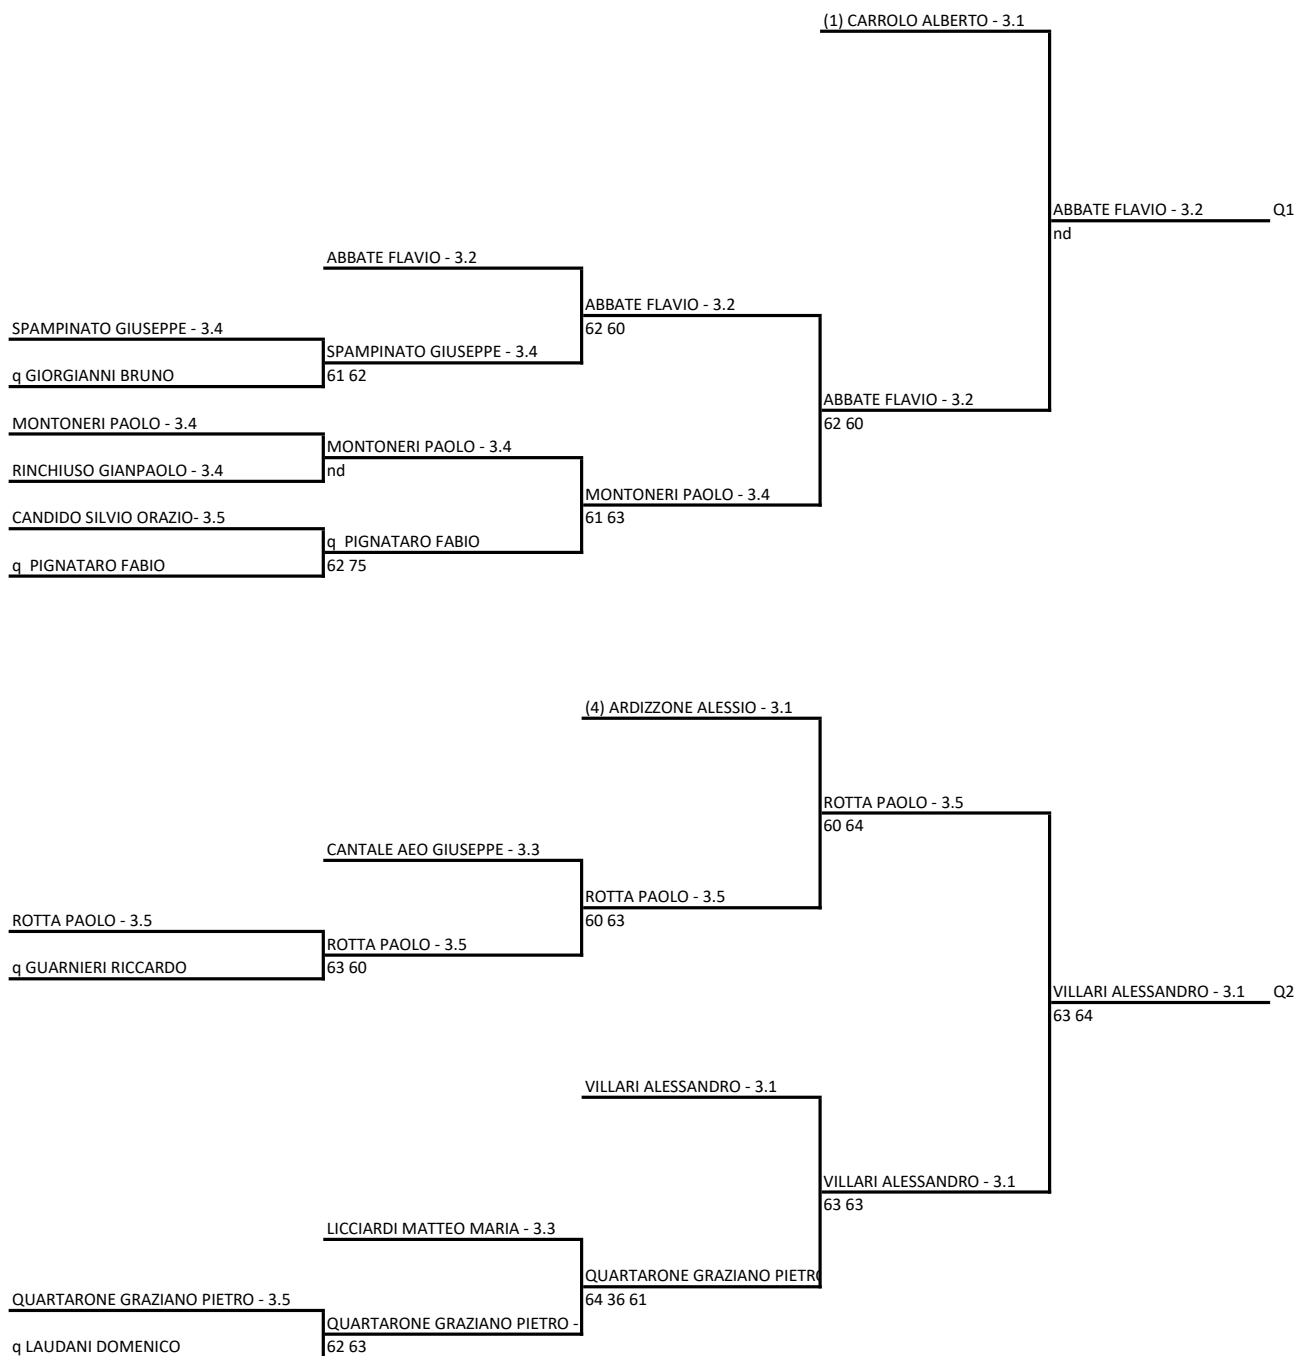 (1) CARROLO ALBERTO - 3.1
ABBATE FLAVIO - 3.2 Q1
nd
ABBATE FLAVIO - 3.2
ABBATE FLAVIO - 3.2
SPAMPINATO GIUSEPPE - 3.4 62 60
SPAMPINATO GIUSEPPE - 3.4
q GIORGIANNI BRUNO 61 62
ABBATE FLAVIO - 3.2
MONTONERI PAOLO - 3.4 62 60
MONTONERI PAOLO - 3.4
RINCHIUSO GIANPAOLO - 3.4 nd
MONTONERI PAOLO - 3.4
CANDIDO SILVIO ORAZIO- 3.5 61 63
q PIGNATARO FABIO
q PIGNATARO FABIO 62 75
(4) ARDIZZONE ALESSIO - 3.1
ROTTA PAOLO - 3.5
60 64
CANTALE AEO GIUSEPPE - 3.3
ROTTA PAOLO - 3.5
ROTTA PAOLO - 3.5 60 63
ROTTA PAOLO - 3.5
q GUARNIERI RICCARDO 63 60
VILLARI ALESSANDRO - 3.1 Q2
63 64
VILLARI ALESSANDRO - 3.1
VILLARI ALESSANDRO - 3.1
63 63
LICCIARDI MATTEO MARIA - 3.3
QUARTARONE GRAZIANO PIETRO
QUARTARONE GRAZIANO PIETRO - 3.5 64 36 61
QUARTARONE GRAZIANO PIETRO -
q LAUDANI DOMENICO 62 63